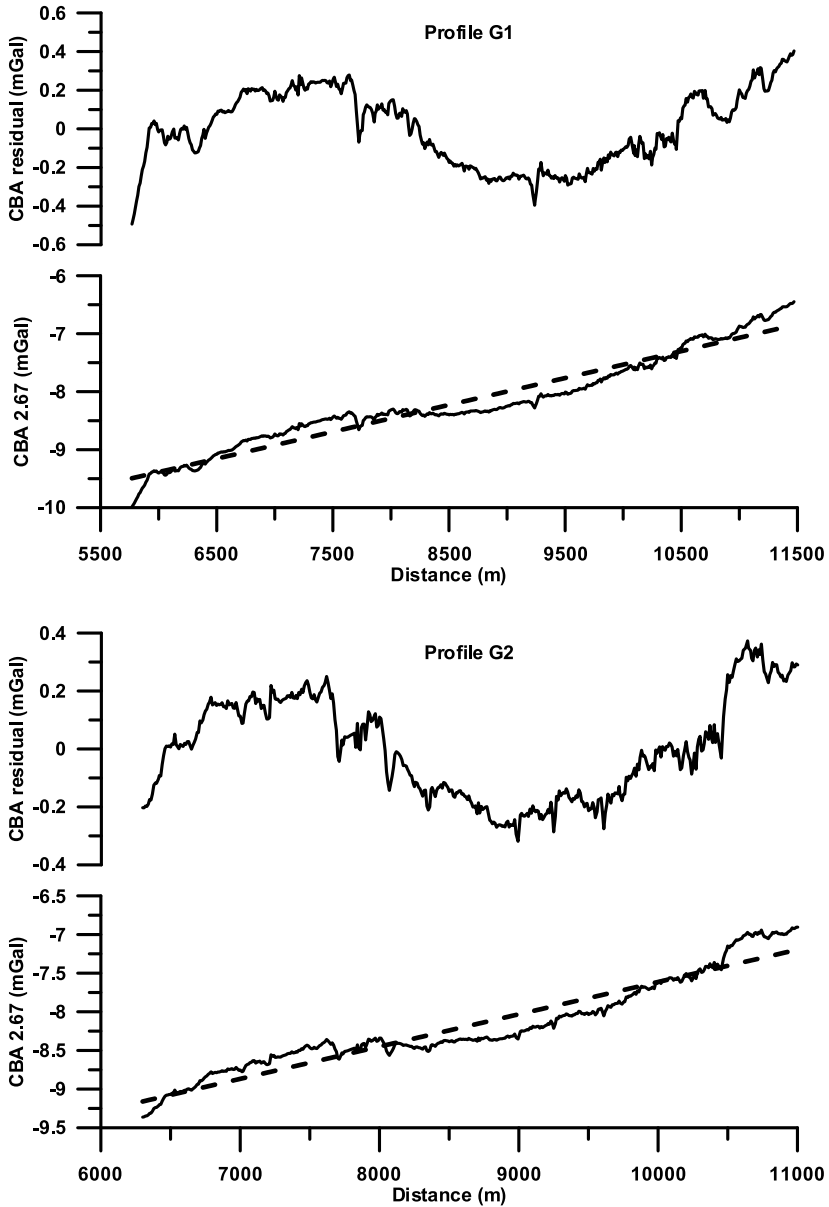 Profile G1
CBA residual (mGal)
0.6
0.4
0.2
0
-0.2
-0.4
-0.6
CBA 2.67 (mGal)
-6
-7
-8
-9
-10
5500 6500 7500 8500 9500 10500 11500
Distance (m)
Profile G2
CBA residual (mGal)
0.4
0.2
0
-0.2
-0.4
CBA 2.67 (mGal)
-6.5
-7
-7.5
-8
-8.5
-9
-9.5
6000 7000 8000 9000 10000 11000
Distance (m)